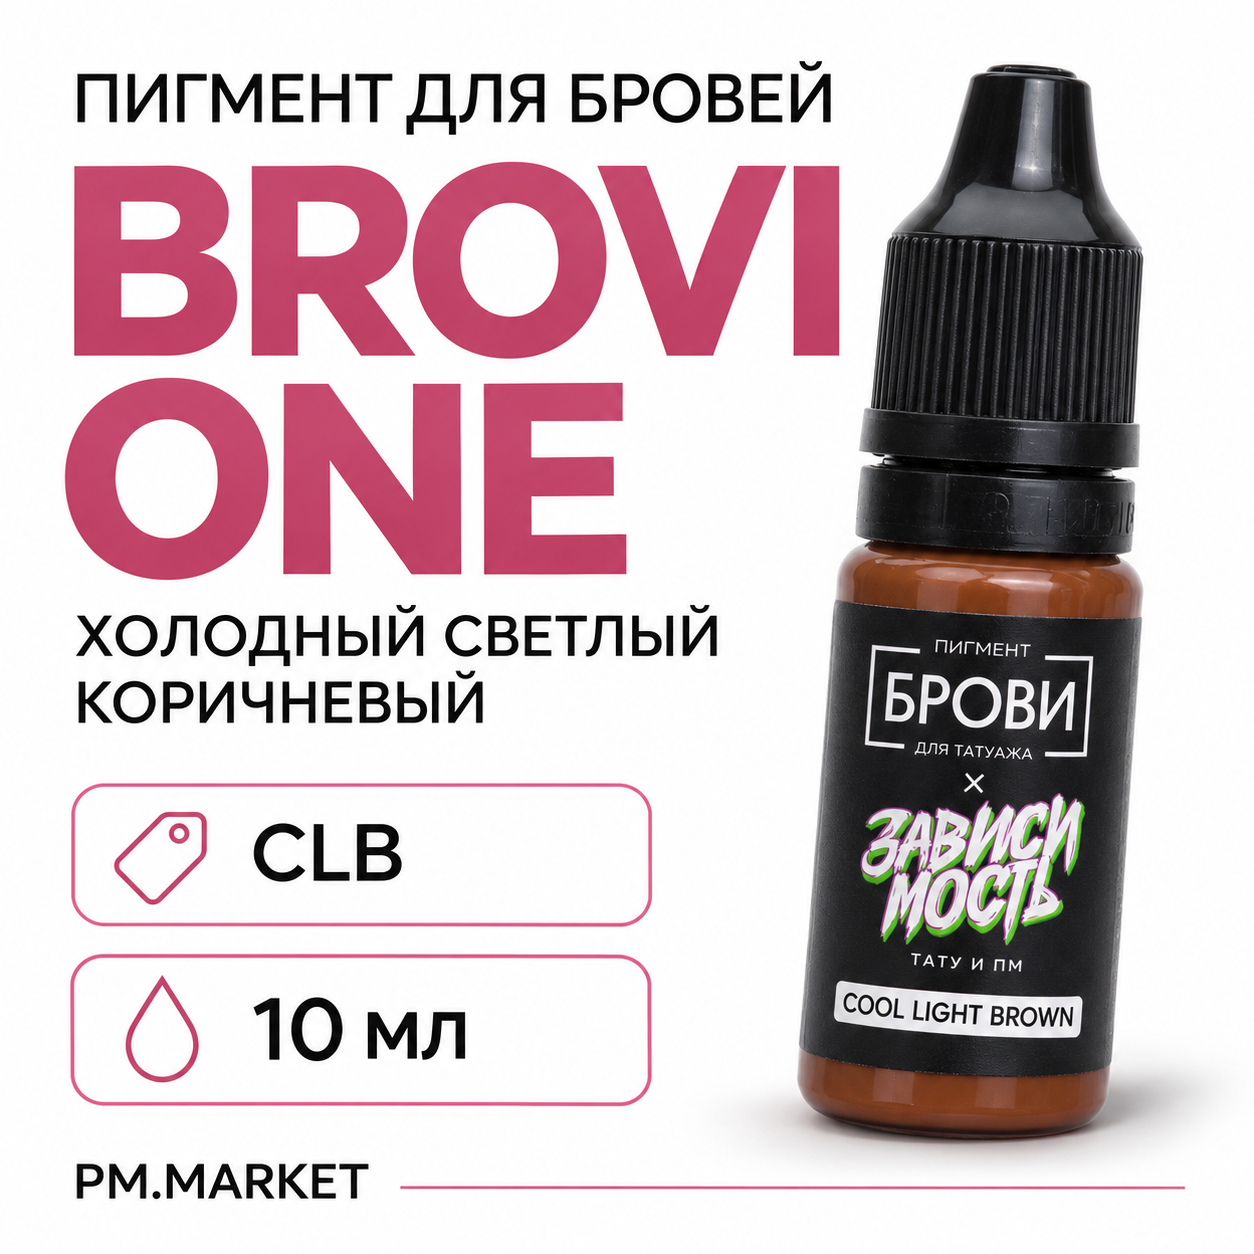 ПИГМЕНТ ДЛЯ БРОВЕЙ
BROVI
ONE
ХОЛОДНЫЙ СВЕТЛЫЙ
КОРИЧНЕВЫЙ
CLB
10 мл
PM.MARKET
ПИГМЕНТ
БРОВИ
ДЛЯ ТАТУАЖА
X
ЗАВИСИ
МОСТЬ
ТАТУ И ПМ
COOL LIGHT BROWN